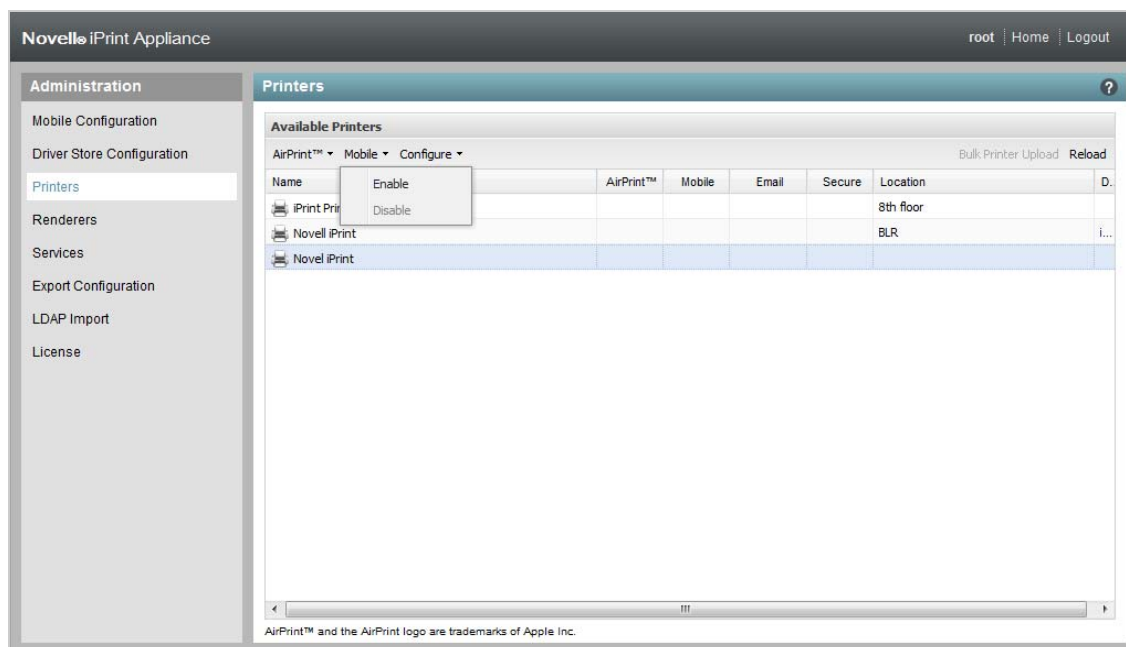 Novell® iPrint Appliance
root Home Logout
Administration
Printers
Mobile Configuration
Available Printers
Driver Store Configuration
AirPrint™ Mobile Configure Bulk Printer Upload Reload
Printers
Name AirPrint™ Mobile Email Secure Location D..
Enable
iPrint Prin 8th floor
Disable
Renderers
Novell iPrint BLR i...
Services
Novel iPrint
Export Configuration
LDAP Import
License
AirPrint™ and the AirPrint logo are trademarks of Apple Inc.